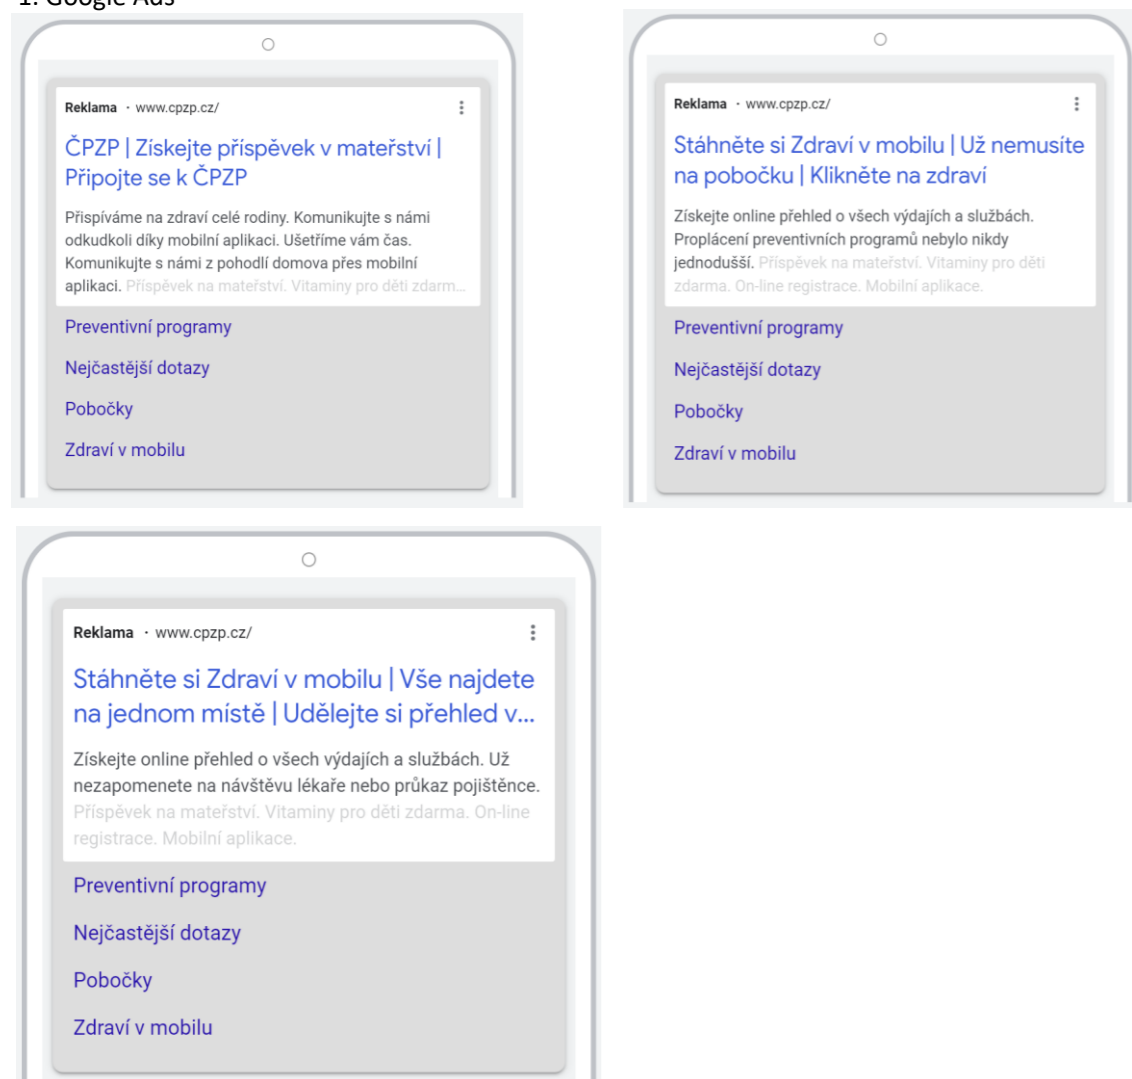 1. Google Ads
Reklama · www.cpzp.cz/
ČPZP | Získejte příspěvek v mateřství |
Připojte se k ČPZP
Přispíváme na zdraví celé rodiny. Komunikujte s námi
odkudkoli díky mobilní aplikaci. Ušetříme vám čas.
Komunikujte s námi z pohodlí domova přes mobilní
aplikaci. Příspěvek na mateřství. Vitaminy pro děti zdarm...
Preventivní programy
Nejčastější dotazy
Pobočky
Zdraví v mobilu
Reklama · www.cpzp.cz/
Stáhněte si Zdraví v mobilu | Už nemusíte
na pobočku | Klikněte na zdraví
Získejte online přehled o všech výdajích a službách.
Proplácení preventivních programů nebylo nikdy
jednodušší. Příspěvek na mateřství. Vitaminy pro děti
zdarma. On-line registrace. Mobilní aplikace.
Preventivní programy
Nejčastější dotazy
Pobočky
Zdraví v mobilu
Reklama · www.cpzp.cz/
Stáhněte si Zdraví v mobilu | Vše najdete
na jednom místě | Udělejte si přehled v...
Získejte online přehled o všech výdajích a službách. Už
nezapomenete na návštěvu lékaře nebo průkaz pojištěnce.
Příspěvek na mateřství. Vitaminy pro děti zdarma. On-line
registrace. Mobilní aplikace.
Preventivní programy
Nejčastější dotazy
Pobočky
Zdraví v mobilu